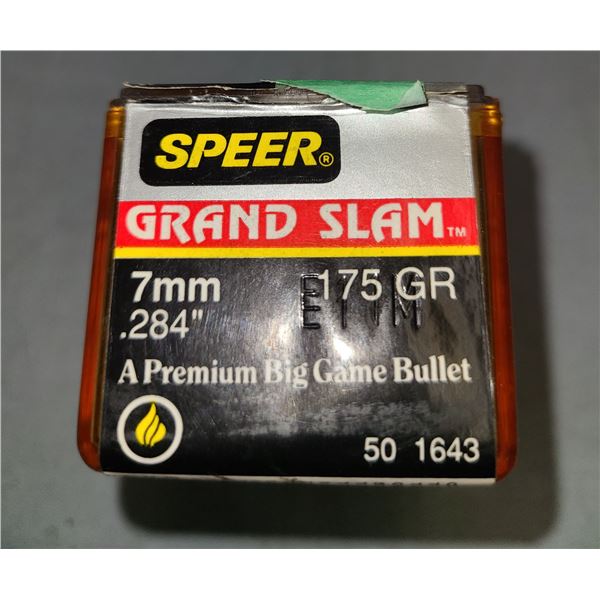 SPEER®
GRAND SLAM™
7mm 175 GR
.284"
A Premium Big Game Bullet
50 1643